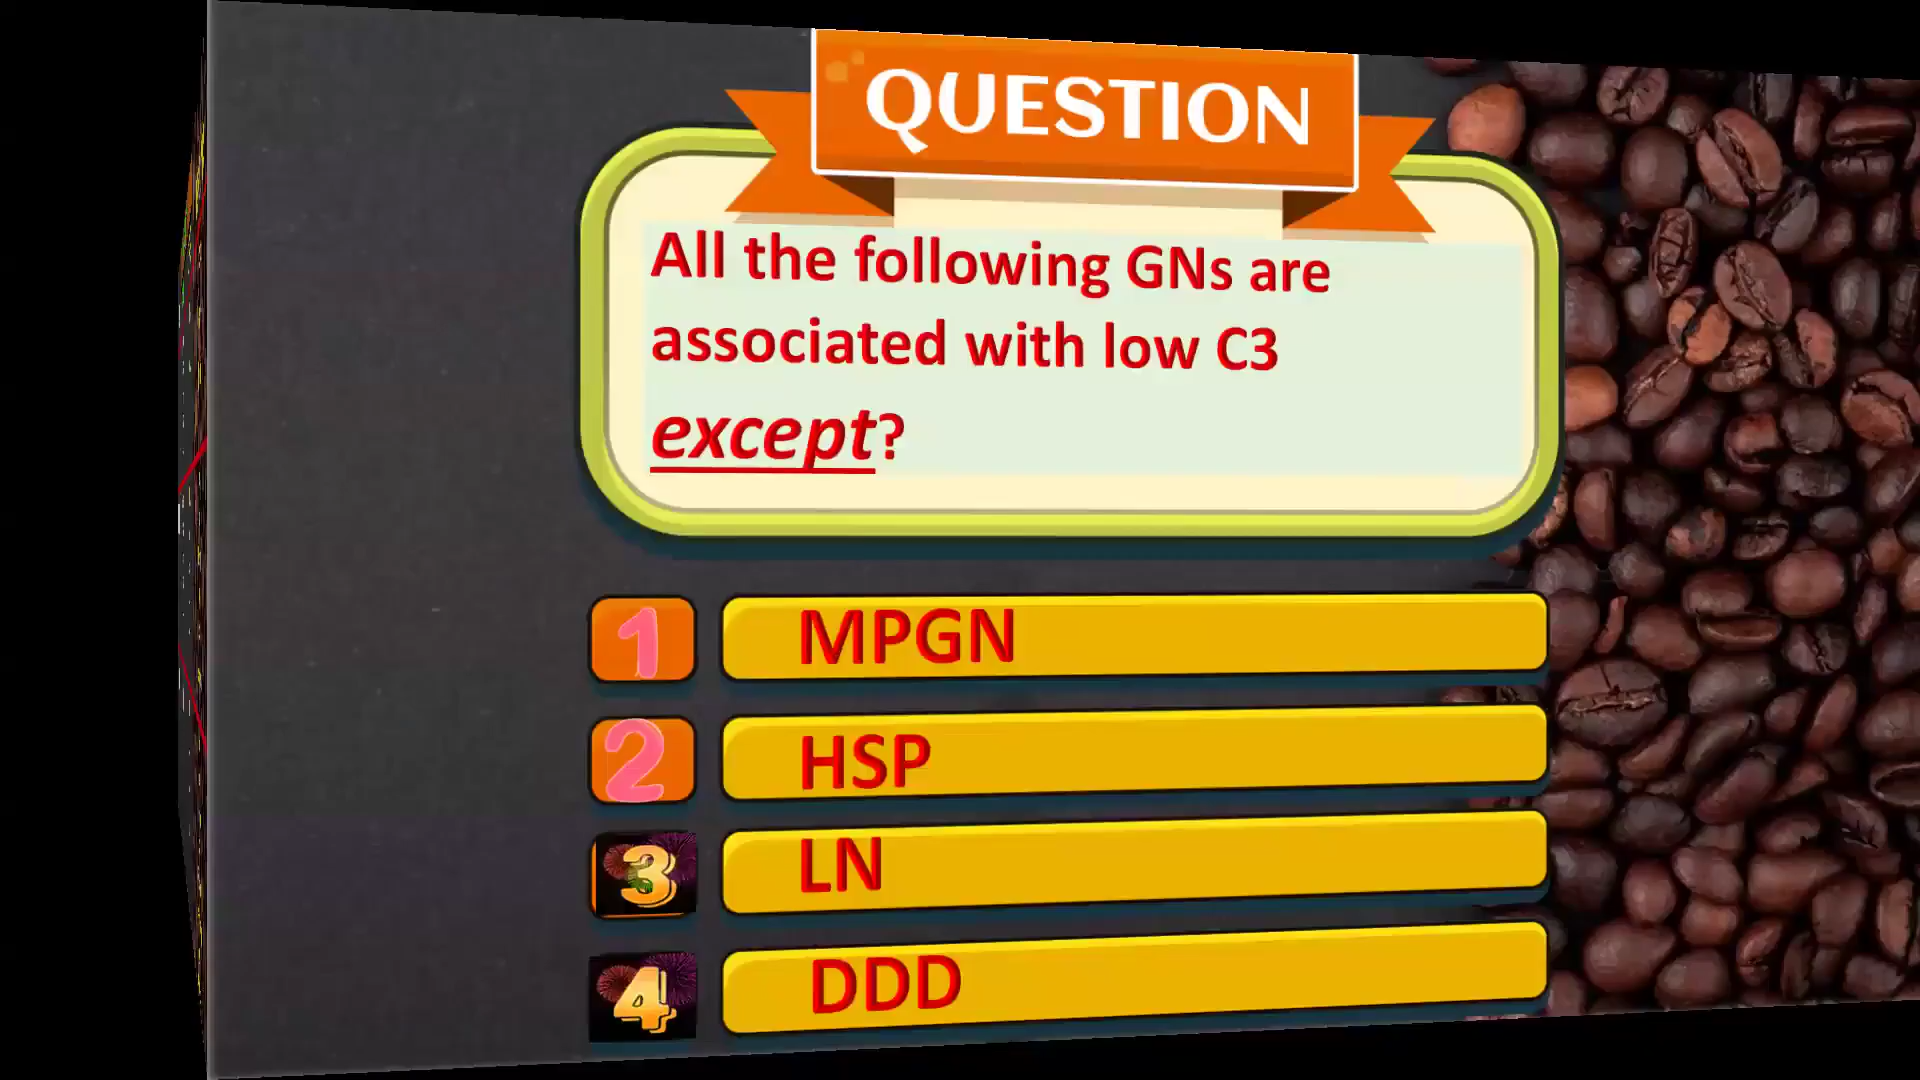 QUESTION
All the following GNs are
associated with low C3
except?
1 MPGN
2 HSP
3 LN
4 DDD